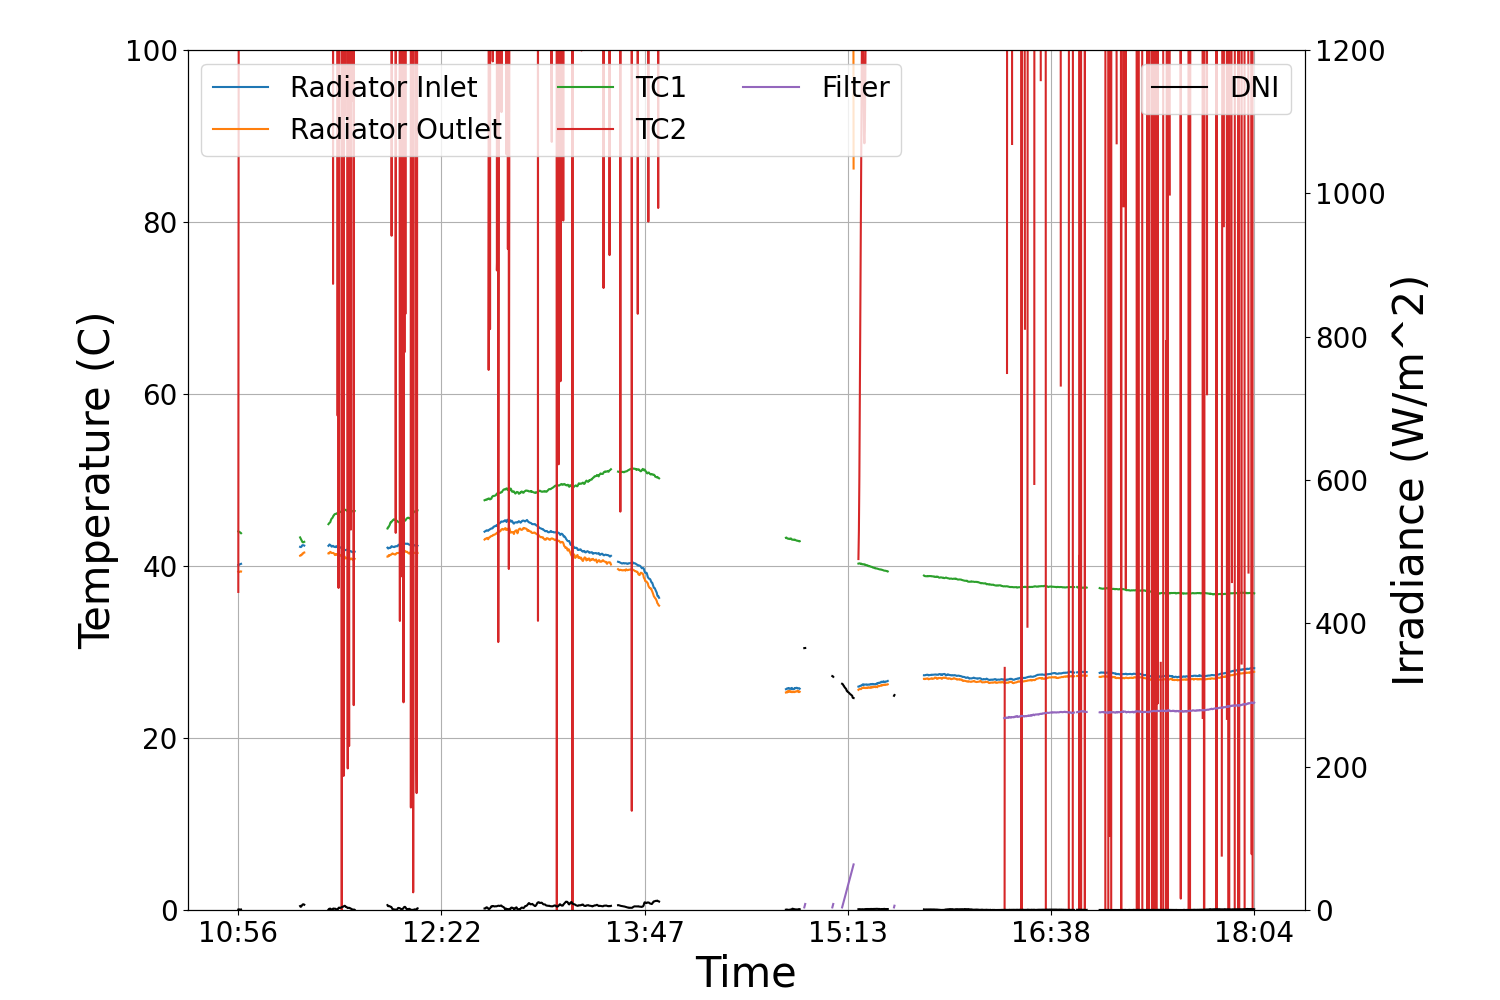 100
80
60
40
20
0
Temperature (C)
Radiator Inlet
Radiator Outlet
TC1
TC2
Filter
DNI
1200
1000
800
600
400
200
0
Irradiance (W/m^2)
10:56
12:22
13:47
15:13
16:38
18:04
Time